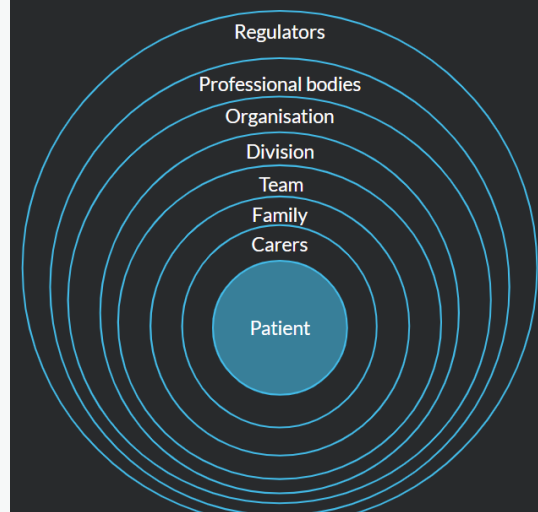 Regulators
Professional bodies
Organisation
Division
Team
Family
Carers
Patient